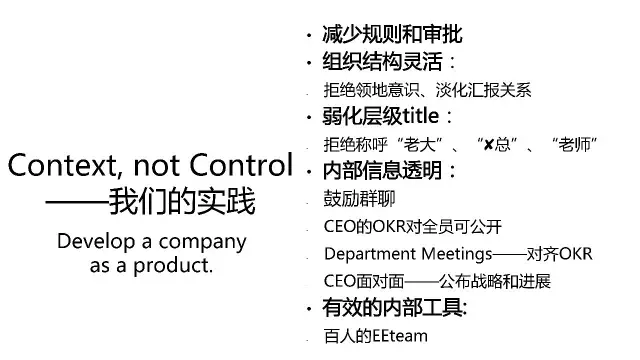 Context, not Control
——我们的实践
Develop a company
as a product.
• 减少规则和审批
• 组织结构灵活：
. 拒绝领地意识、淡化汇报关系
• 弱化层级title：
. 拒绝称呼“老大”、“✘总”、“老师”
• 内部信息透明：
. 鼓励群聊
. CEO的OKR对全员可公开
. Department Meetings——对齐OKR
. CEO面对面——公布战略和进展
• 有效的内部工具:
. 百人的EEteam